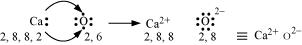 Ca: :Ö: → Ca²⁺ :Ö:²⁻
2, 8, 8, 2 2, 6 2, 8, 8 2, 8 ≡ Ca²⁺ O²⁻